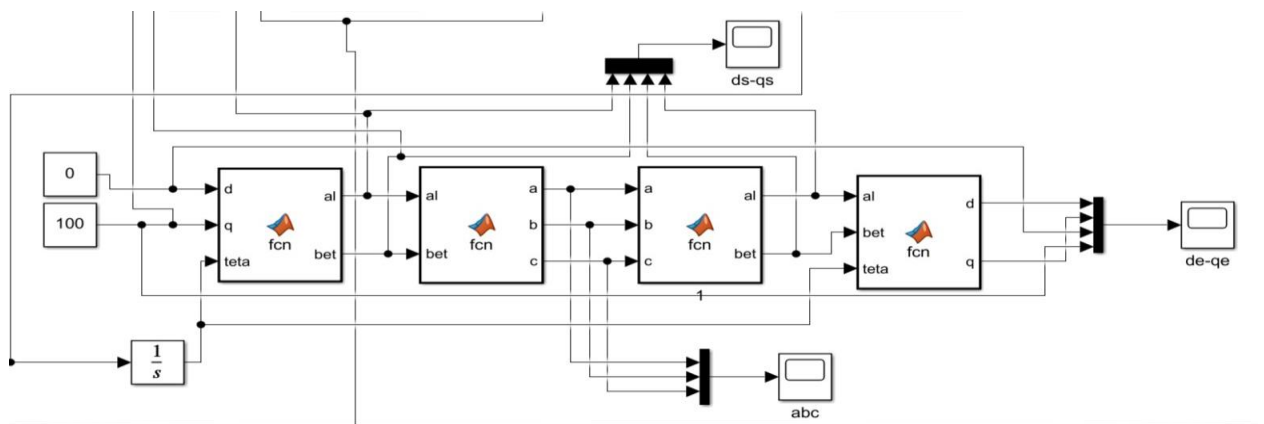 ds-qs
0
100
d
q
teta
fcn
al
bet
al
bet
fcn
a
b
c
a
b
c
fcn
al
bet
1
al
bet
teta
fcn
d
q
de-qe
1
s
abc